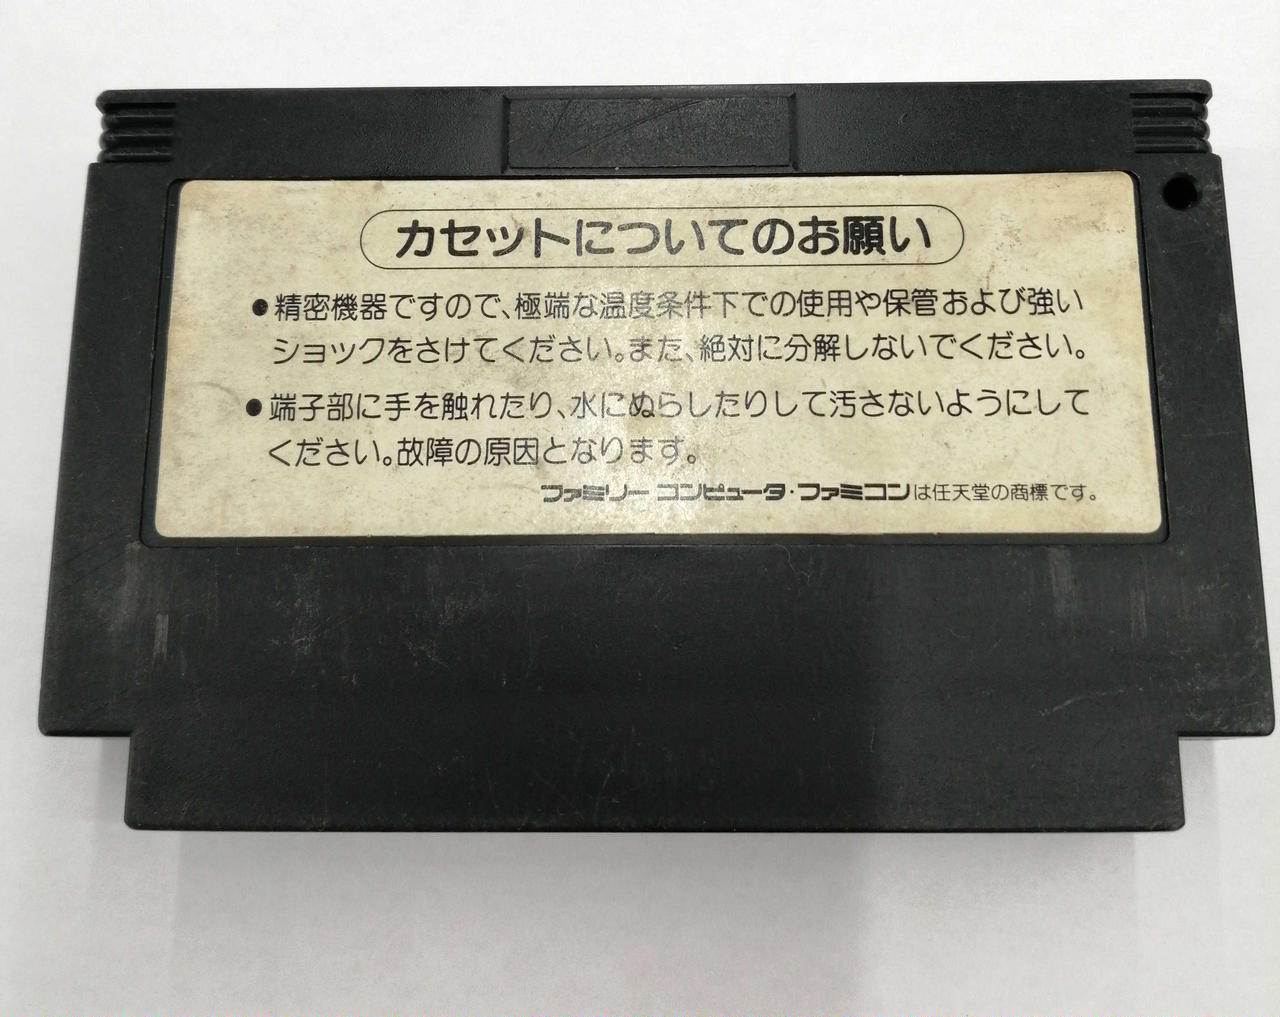 カセットについてのお願い
●精密機器ですので、極端な温度条件下での使用や保管および強い
ショックをさけてください。また、絶対に分解しないでください。
●端子部に手を触れたり、水にぬらしたりして汚さないようにして
ください。故障の原因となります。
ファミリー コンピュータ・ファミコンは任天堂の商標です。